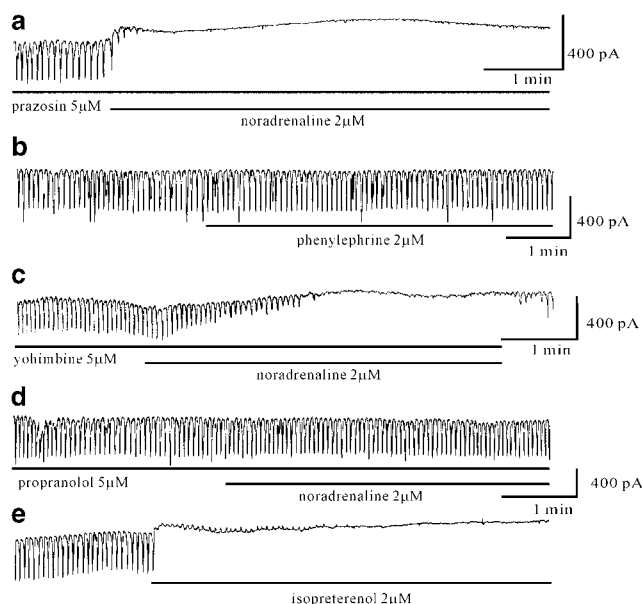 a
400 pA
1 min
prazosin 5μM
noradrenaline 2μM
b
400 pA
phenylephrine 2μM
1 min
c
400 pA
yohimbine 5μM
1 min
noradrenaline 2μM
d
propranolol 5μM
400 pA
noradrenaline 2μM
1 min
e
isopreterenol 2μM